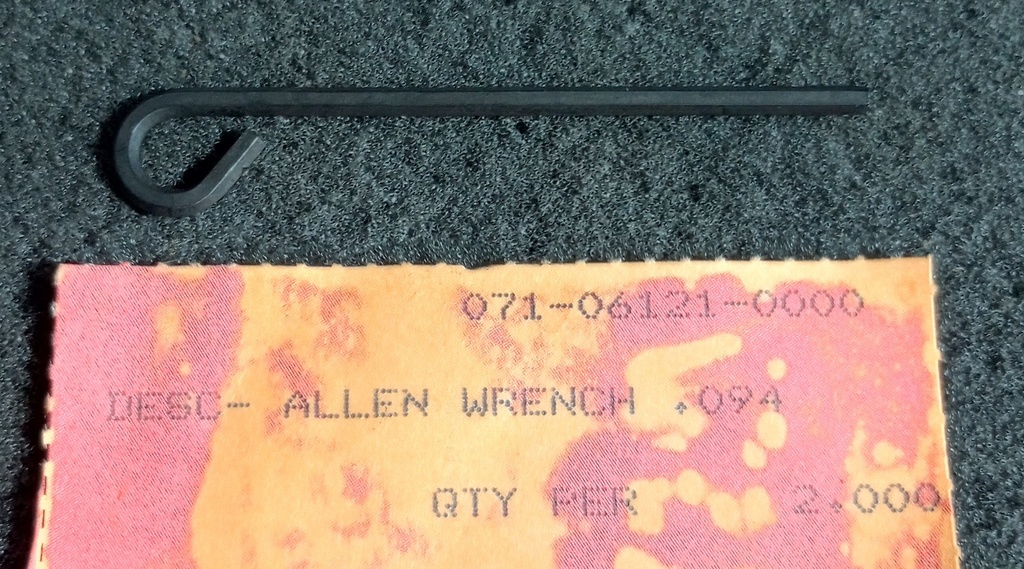 071-06121-0000
DESC- ALLEN WRENCH .094
QTY PER 2.000